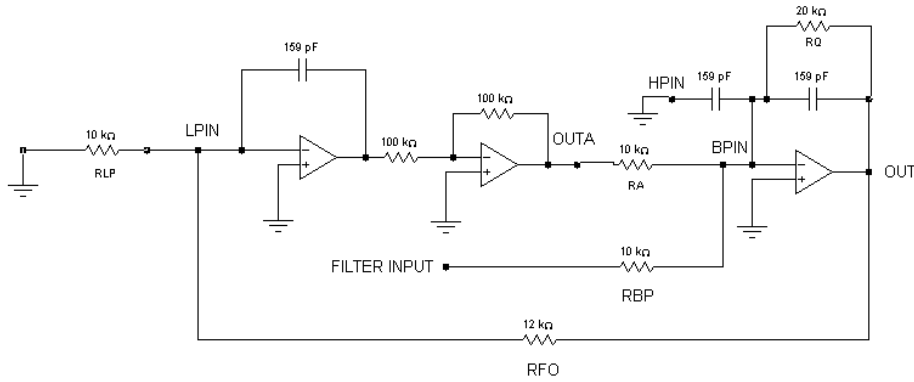 20 kΩ
RQ
159 pF
HPIN
159 pF
159 pF
100 kΩ
10 kΩ
LPIN
100 kΩ
OUTA
10 kΩ
BPIN
RLP
RA
OUT
FILTER INPUT
10 kΩ
RBP
12 kΩ
RFO